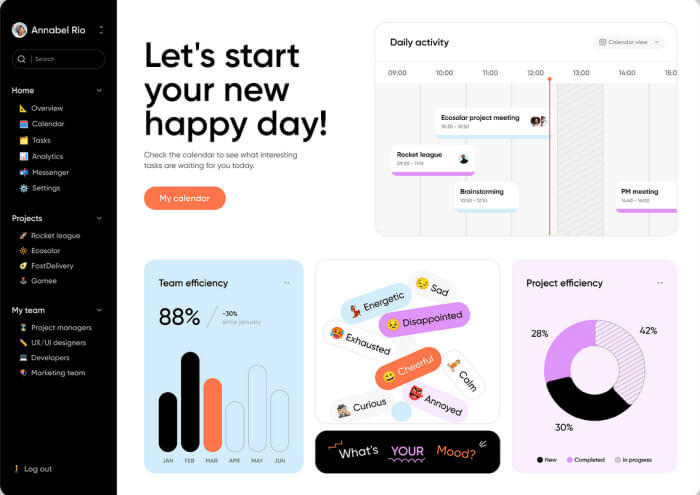 Annabel Rio
Search
Home
Overview
Calendar
Tasks
Analytics
Messenger
Settings
Projects
Rocket league
Ecosolar
FastDelivery
Gamee
My team
Project managers
UX/UI designers
Developers
Marketing team
Log out
Let's start
your new
happy day!
Check the calendar to see what interesting
tasks are waiting for you today.
My calendar
Daily activity
Calendar view
09:00 10:00 11:00 12:00 13:00 14:00 15:0
Ecosolar project meeting
10:30 - 12:50
Rocket league
09:30 - 11:15
Brainstorming
10:50 - 12:10
PM meeting
14:40 - 16:00
Team efficiency
88%
-30%
since january
JAN FEB MAR APR MAY JUN
Sad
Energetic
Disappointed
Exhausted
Cheerful
Calm
Annoyed
Curious
What's YOUR Mood?
Project efficiency
28%
42%
30%
New Completed In progress